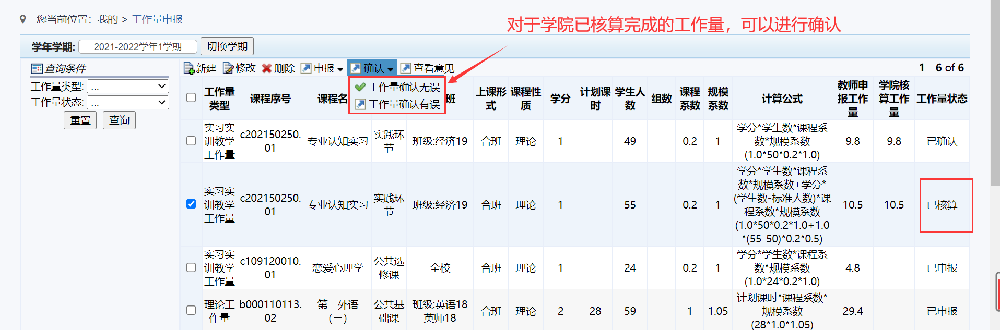 您当前位置：我的 > 工作量申报
对于学院已核算完成的工作量，可以进行确认
学年学期: 2021-2022学年1学期 切换学期
查询条件
工作量类型: ...
工作量状态: ...
重置 查询
新建 修改 删除 申报 确认 查看意见 1 - 6 of 6
工作量确认无误
工作量确认有误
工作量
类型
课程序号
课程名
班
上课形
式
课程性
质
学分
计划课
时
学生人
数
组数
课程
系数
规模
系数
计算公式
教师申
报工作
量
学院核
算工作
量
工作量状态
实习实
训教学
工作量
c202150250.
01
专业认知实习
实践环
节
班级:经济19
合班
理论
1
49
0.2
1
学分*学生数*课程系
数*规模系数
(1.0*50*0.2*1.0)
9.8
9.8
已确认
实习实
训教学
工作量
c202150250.
01
专业认知实习
实践环
节
班级:经济19
合班
理论
1
55
0.2
1
学分*学生数*课程系
数*规模系数+学分*
(学生数-标准人数)*课
程系数*规模系数
(1.0*50*0.2*1.0+1.0
*(55-50)*0.2*0.5)
10.5
10.5
已核算
实习实
训教学
工作量
c109120010.
01
恋爱心理学
公共选
修课
全校
合班
理论
1
24
0.2
1
学分*学生数*课程系
数*规模系数
(1.0*24*0.2*1.0)
4.8
已申报
理论工
作量
b000110113.
02
第二外语
(三)
公共基
础课
班级:英语18
英师18
合班
理论
2
28
59
1
1.05
计划课时*课程系数*
规模系数
(28*1.0*1.05)
29.4
已申报